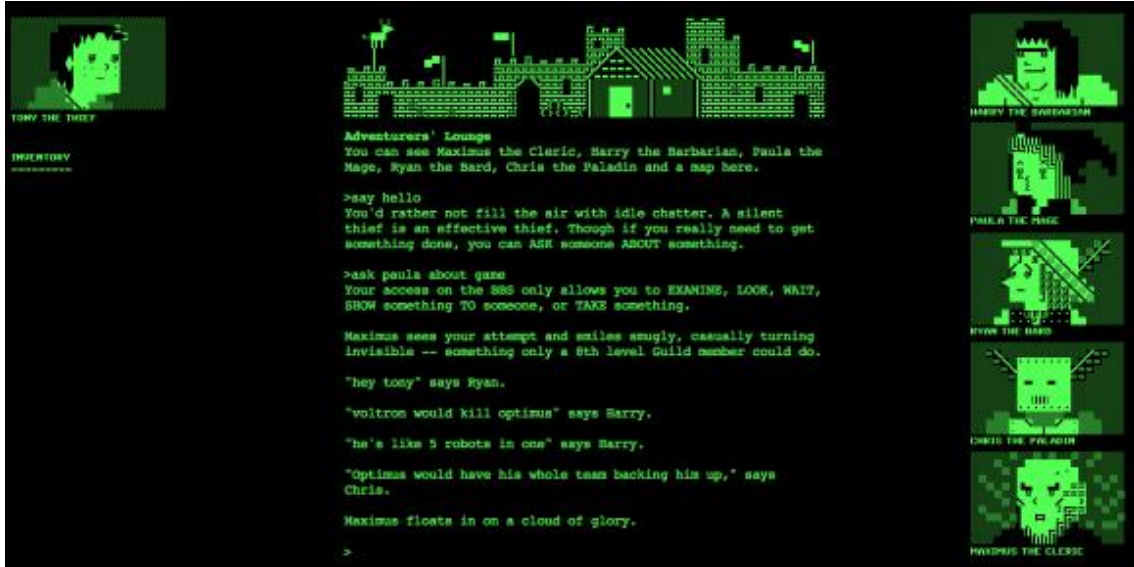 TONY THE THIEF
INVENTORY
----------
Adventurers' Lounge
You can see Maximus the Cleric, Harry the Barbarian, Paula the
Mage, Ryan the Bard, Chris the Paladin and a map here.
>say hello
You'd rather not fill the air with idle chatter. A silent
thief is an effective thief. Though if you really need to get
something done, you can ASK someone ABOUT something.
>ask paula about game
Your access on the BBS only allows you to EXAMINE, LOOK, WAIT,
SHOW something TO someone, or TAKE something.
Maximus sees your attempt and smiles smugly, casually turning
invisible -- something only a 8th level Guild member could do.
"hey tony" says Ryan.
"voltron would kill optimus" says Harry.
"he's like 5 robots in one" says Harry.
"Optimus would have his whole team backing him up," says
Chris.
Maximus floats in on a cloud of glory.
>
HARRY THE BARBARIAN
PAULA THE MAGE
RYAN THE BARD
CHRIS THE PALADIN
MAXIMUS THE CLERIC